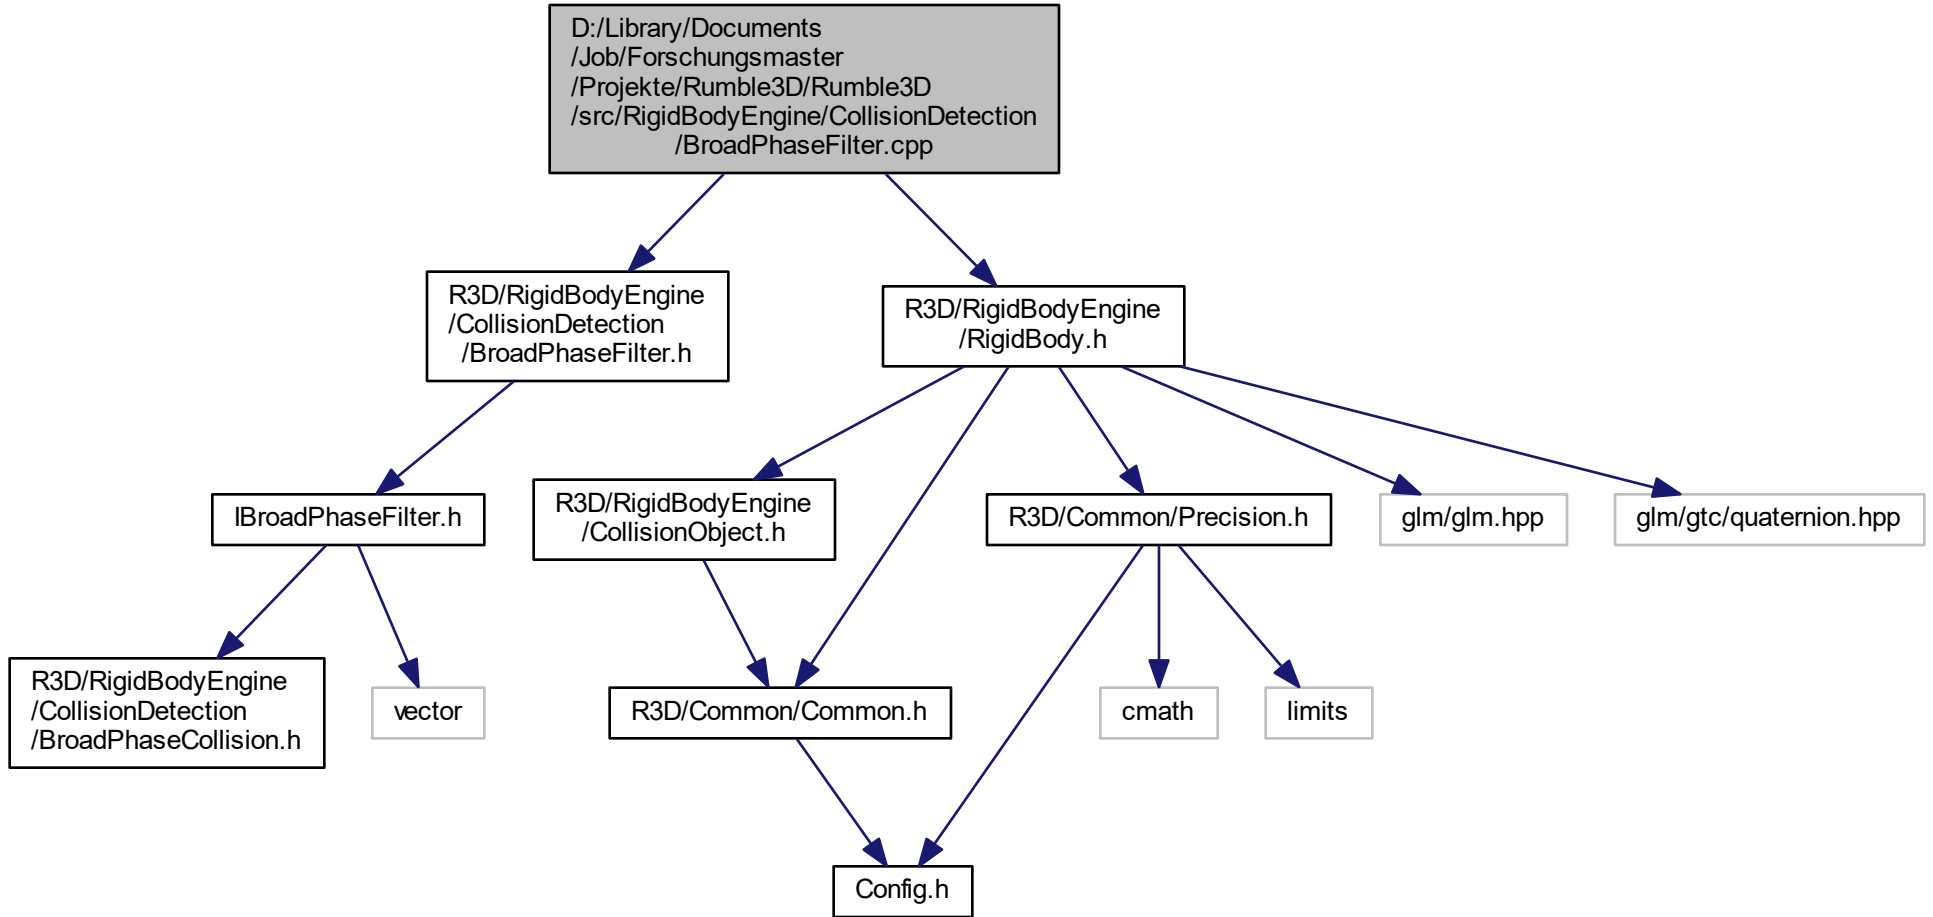 D:/Library/Documents
/Job/Forschungsmaster
/Projekte/Rumble3D/Rumble3D
/src/RigidBodyEngine/CollisionDetection
/BroadPhaseFilter.cpp
R3D/RigidBodyEngine
/CollisionDetection
/BroadPhaseFilter.h
R3D/RigidBodyEngine
/RigidBody.h
IBroadPhaseFilter.h
R3D/RigidBodyEngine
/CollisionObject.h
R3D/Common/Precision.h
glm/glm.hpp
glm/gtc/quaternion.hpp
R3D/RigidBodyEngine
/CollisionDetection
/BroadPhaseCollision.h
vector
R3D/Common/Common.h
cmath
limits
Config.h